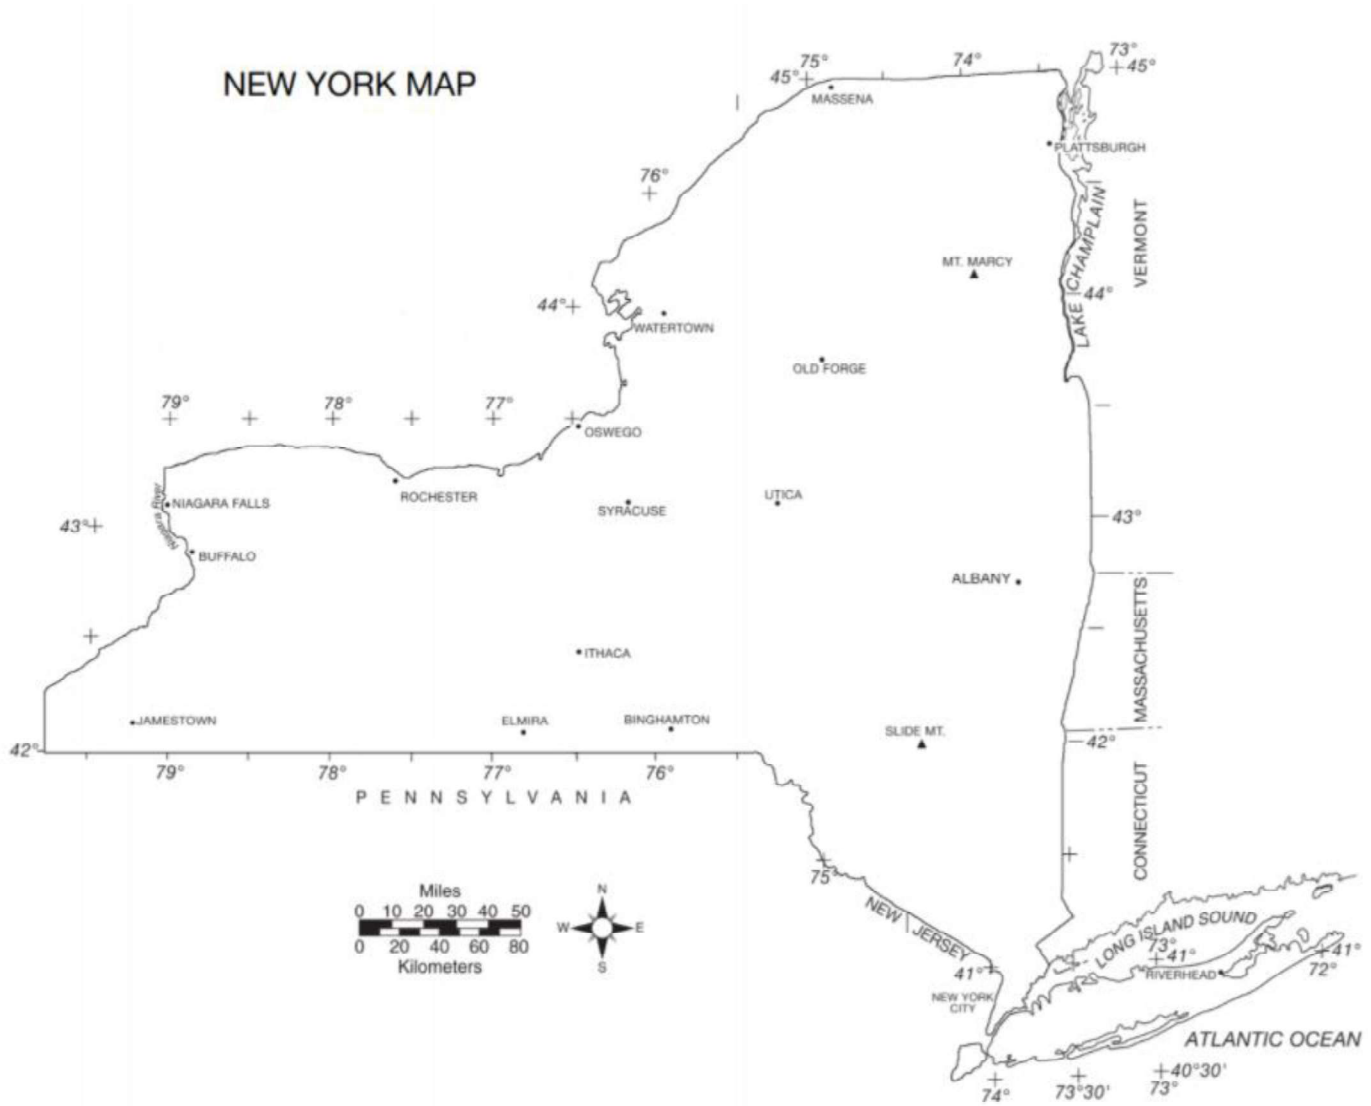 NEW YORK MAP
73°
75°
74°
45°
45°
MASSENA
PLATTSBURGH
76°
LAKE CHAMPLAIN
VERMONT
MT. MARCY
44°
44°
WATERTOWN
OLD FORGE
79°
78°
77°
OSWEGO
NIAGARA FALLS
Niagara River
ROCHESTER
SYRACUSE
UTICA
43°
43°
BUFFALO
ALBANY
MASSACHUSETTS
ITHACA
JAMESTOWN
ELMIRA
BINGHAMTON
SLIDE MT.
42°
42°
79°
78°
77°
76°
PENNSYLVANIA
CONNECTICUT
75°
Miles
0 10 20 30 40 50
0 20 40 60 80
Kilometers
N
W E
S
NEW JERSEY
LONG ISLAND SOUND
73°
41°
41°
72°
41°
RIVERHEAD
NEW YORK
CITY
ATLANTIC OCEAN
40°30'
74°
73°30'
73°